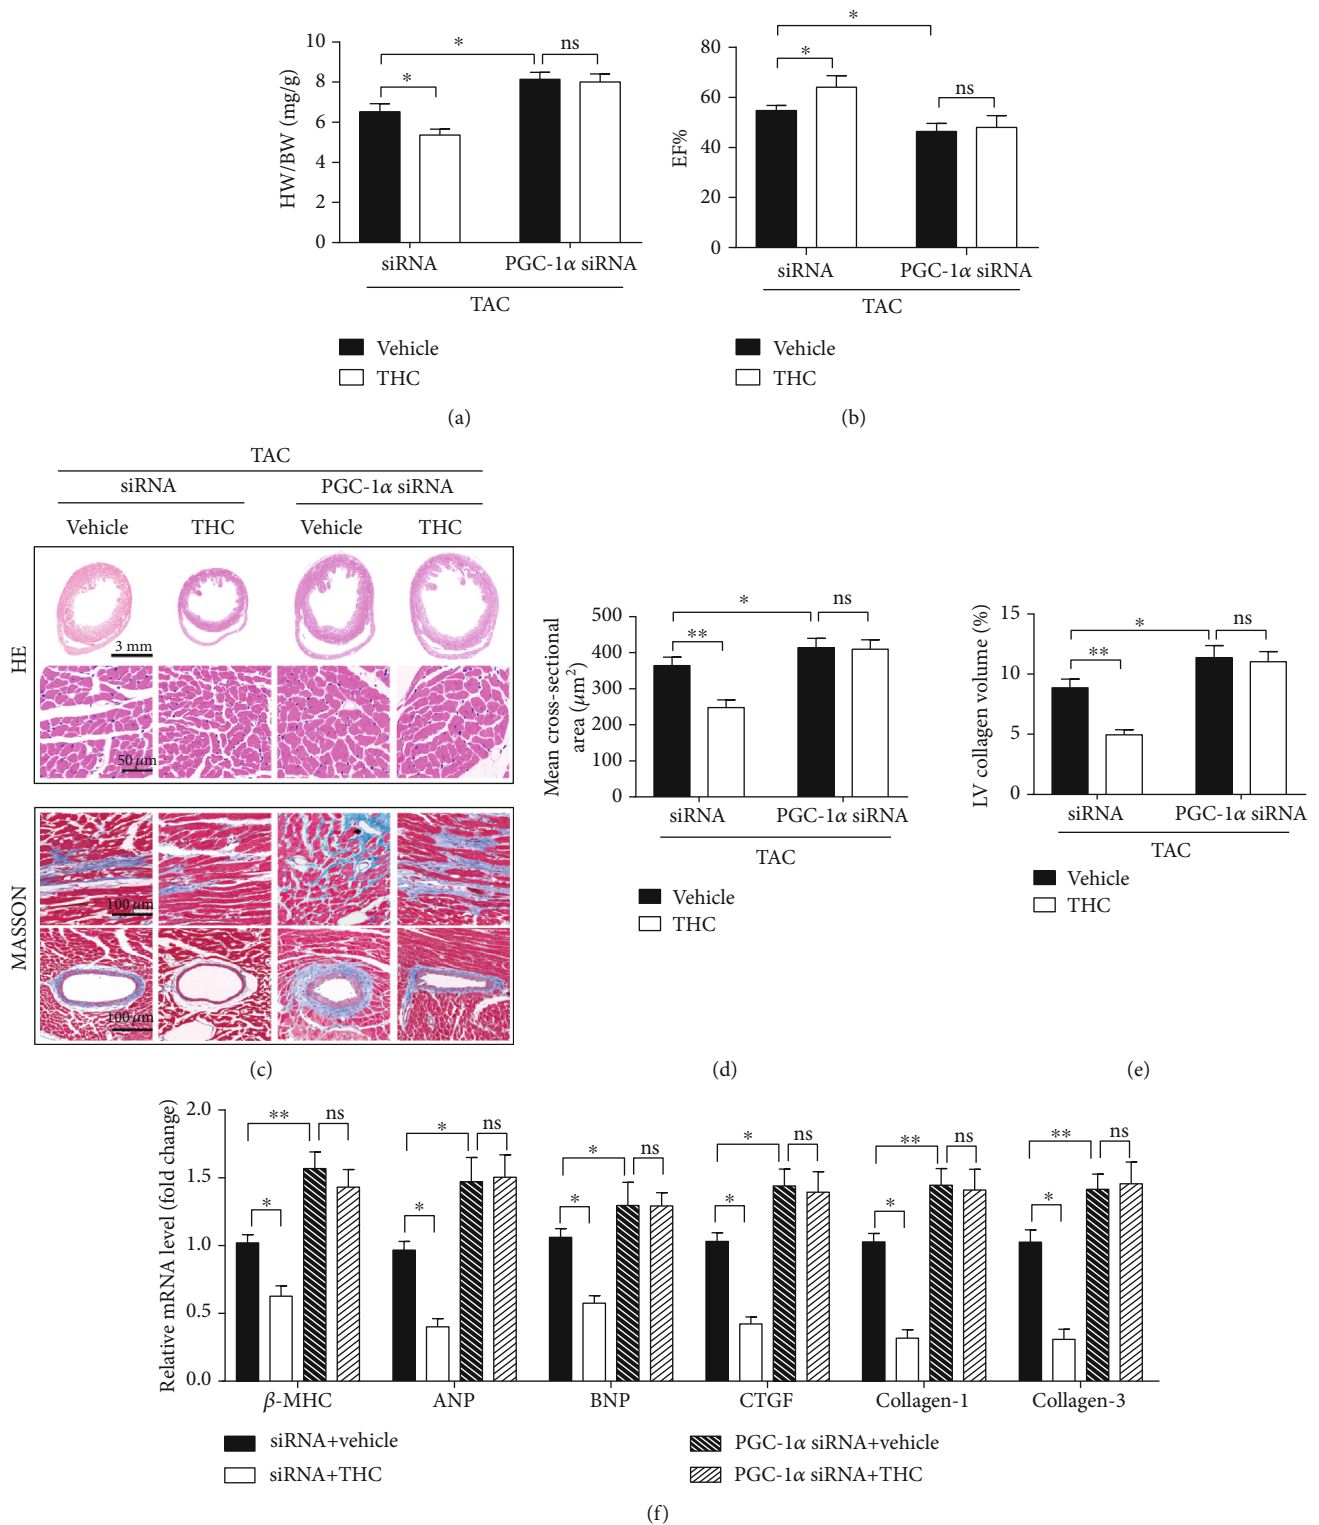 HW/BW (mg/g)
10
8
6
4
2
0
*
*
ns
siRNA
PGC-1α siRNA
TAC
Vehicle
THC
(a)
EF%
80
60
40
20
0
*
*
ns
siRNA
PGC-1α siRNA
TAC
Vehicle
THC
(b)
TAC
siRNA
PGC-1α siRNA
Vehicle
THC
Vehicle
THC
HE
3 mm
50 μm
MASSON
100 μm
100 μm
(c)
Mean cross-sectional
area (μm²)
500
400
300
200
100
0
*
**
ns
siRNA
PGC-1α siRNA
TAC
Vehicle
THC
(d)
LV collagen volume (%)
15
10
5
0
*
**
ns
siRNA
PGC-1α siRNA
TAC
Vehicle
THC
(e)
Relative mRNA level (fold change)
2.0
1.5
1.0
0.5
0.0
**
ns
*
*
ns
*
*
ns
*
*
ns
*
**
ns
*
**
ns
*
β-MHC
ANP
BNP
CTGF
Collagen-1
Collagen-3
siRNA+vehicle
siRNA+THC
PGC-1α siRNA+vehicle
PGC-1α siRNA+THC
(f)